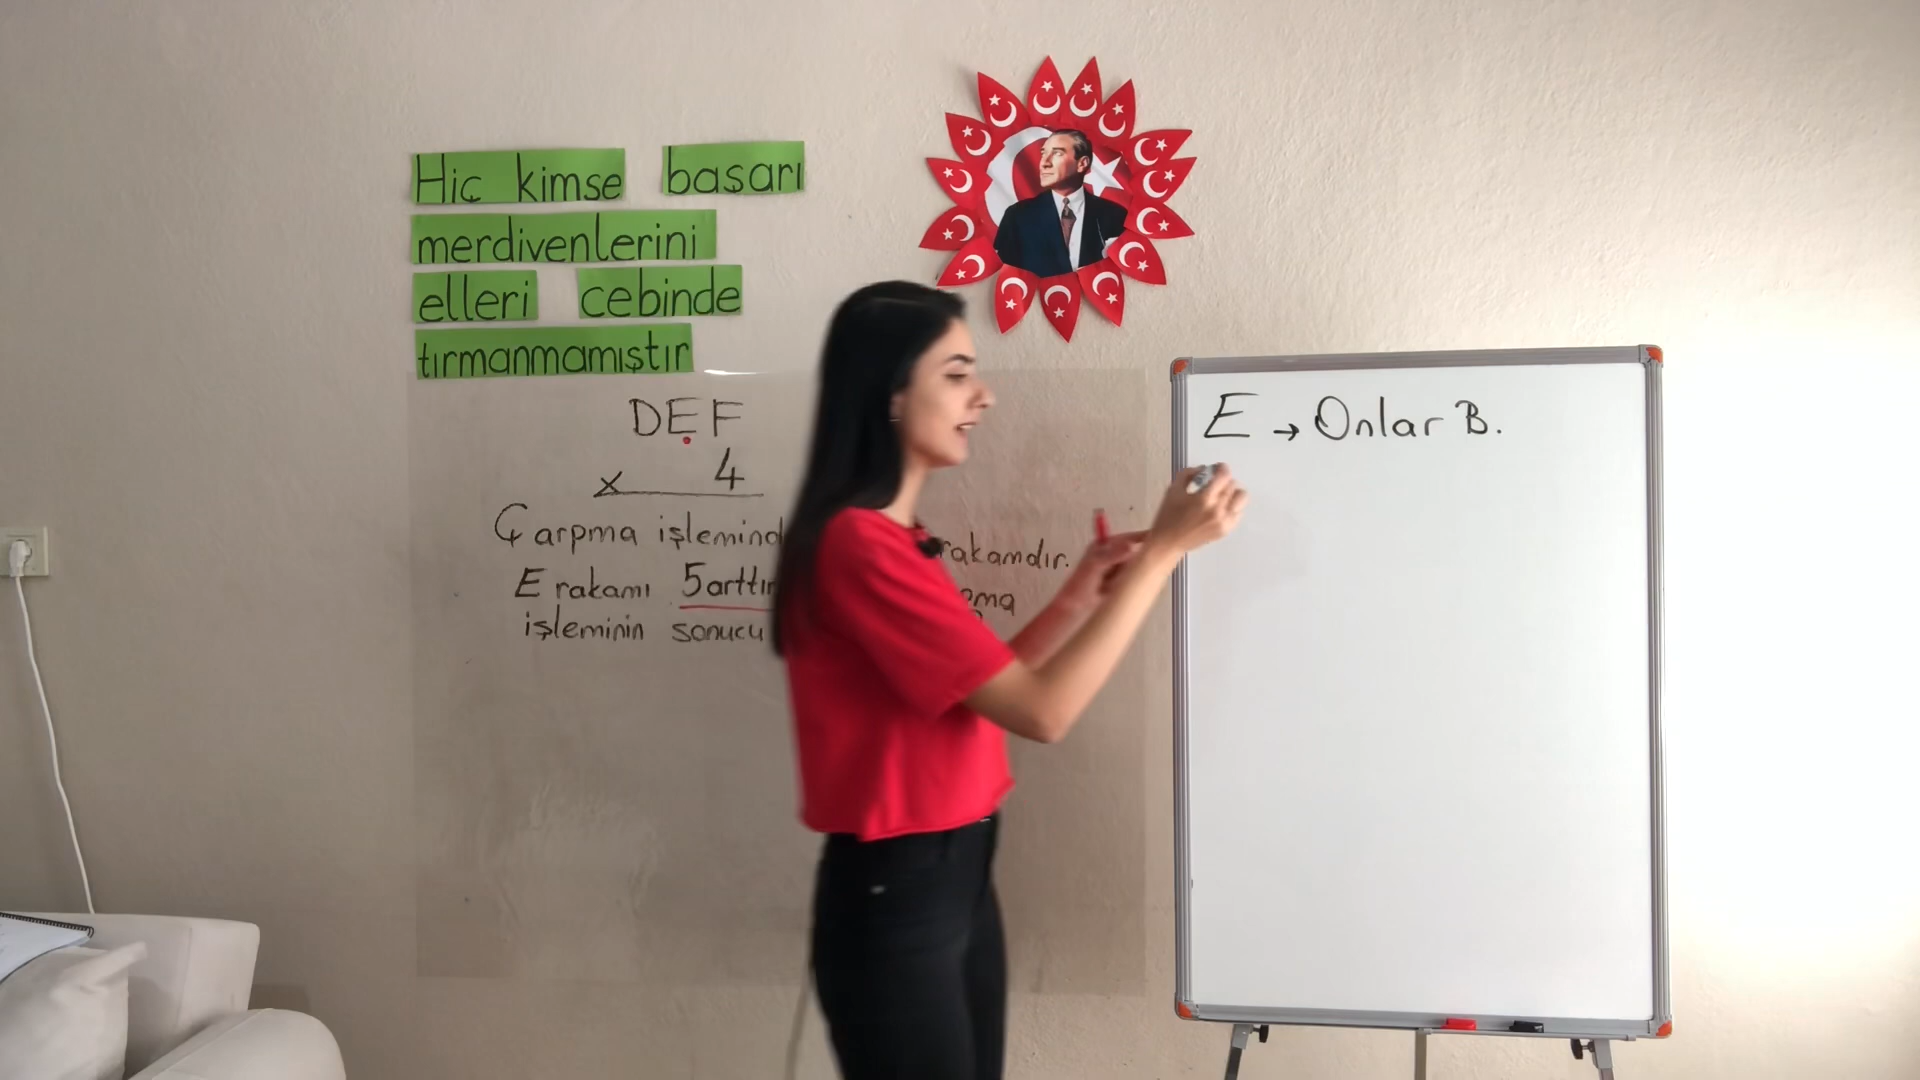 Hiç kimse başarı
merdivenlerini
elleri cebinde
tırmanmamıştır
DEF
4
x
Çarpma işlemind
rakamdır.
E rakamı 5 arttır
işleminin sonucu
E → Onlar B.